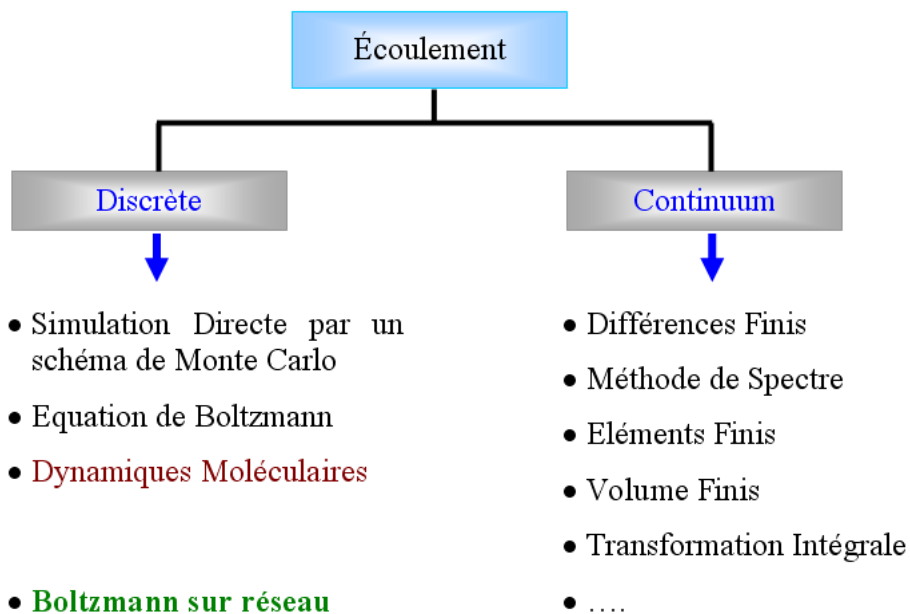 Écoulement
Discrète
Continuum
• Simulation Directe par un
schéma de Monte Carlo
• Equation de Boltzmann
• Dynamiques Moléculaires
• Boltzmann sur réseau
• Différences Finis
• Méthode de Spectre
• Eléments Finis
• Volume Finis
• Transformation Intégrale
• ….